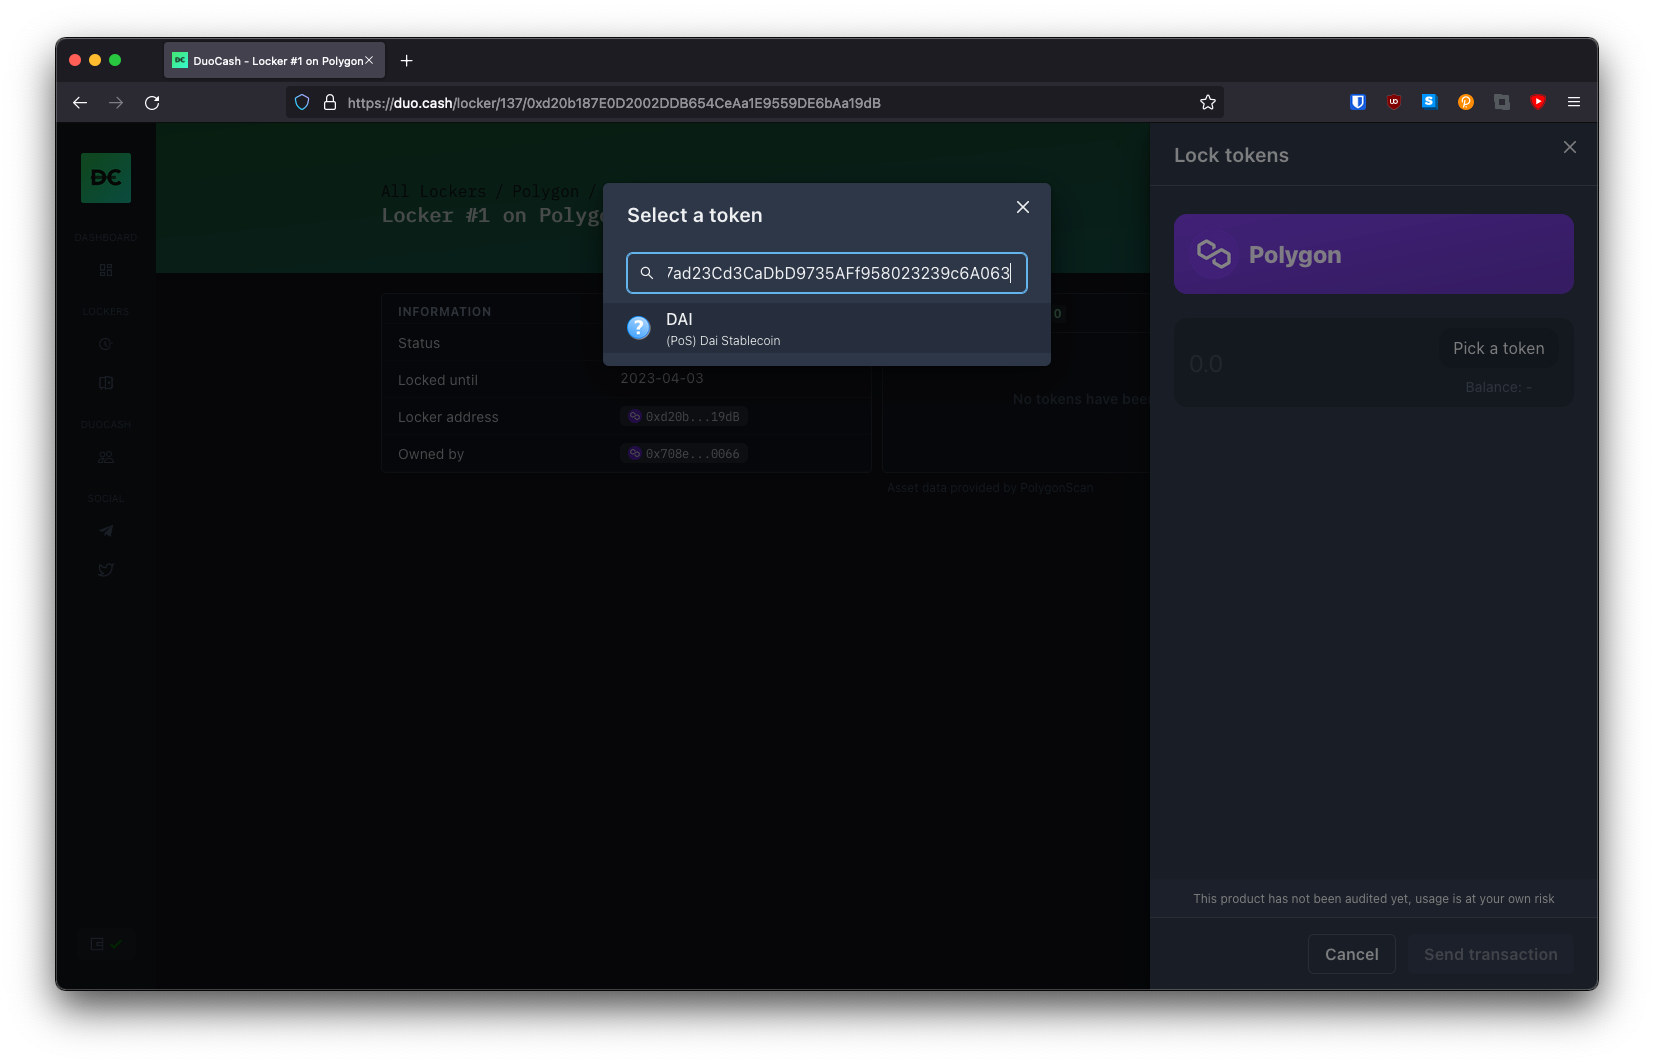 DuoCash - Locker #1 on Polygon
https://duo.cash/locker/137/0xd20b187E0D2002DDB654CeAa1E9559DE6bAa19dB
DASHBOARD
LOCKERS
DUOCASH
SOCIAL
All Lockers / Polygon /
Locker #1 on Polygo
INFORMATION
Status
Locked until 2023-04-03
Locker address 0xd20b...19dB
Owned by 0x708e...0066
0
No tokens have been
Asset data provided by PolygonScan
Select a token
7ad23Cd3CaDbD9735AFf958023239c6A063
DAI
(PoS) Dai Stablecoin
Lock tokens
Polygon
0.0
Pick a token
Balance: -
This product has not been audited yet, usage is at your own risk
Cancel
Send transaction